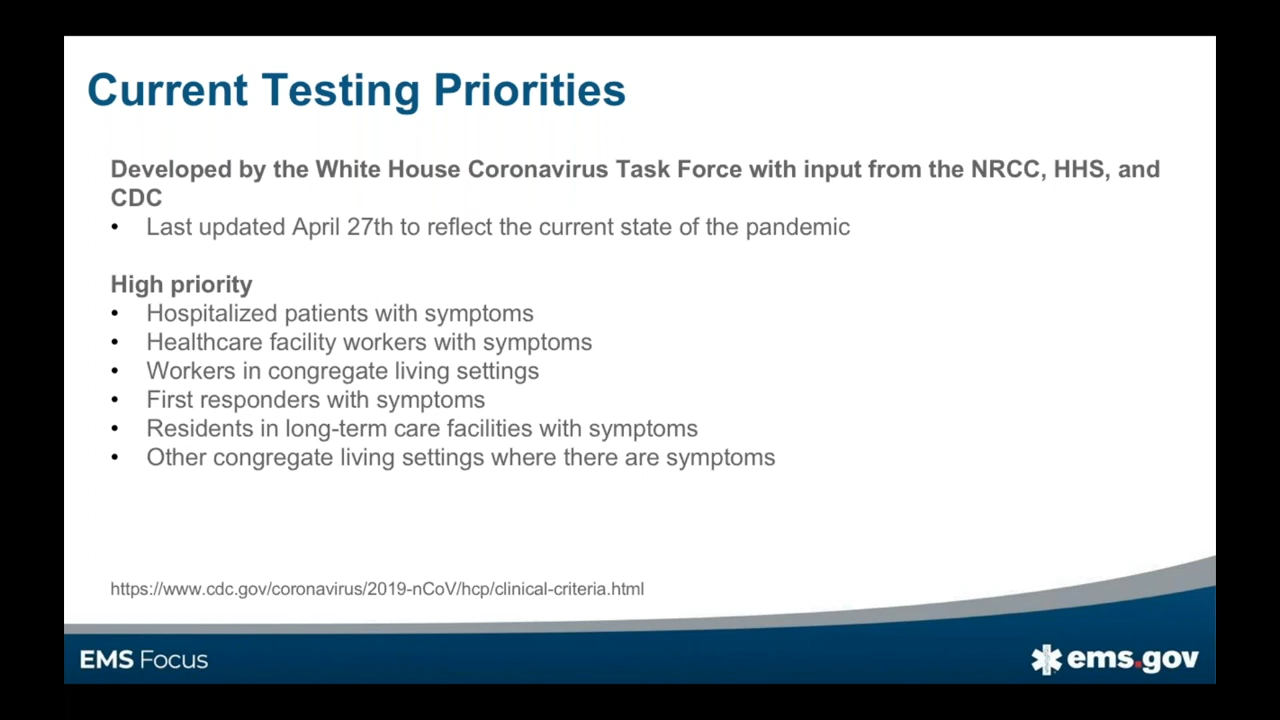 Current Testing Priorities
Developed by the White House Coronavirus Task Force with input from the NRCC, HHS, and
CDC
• Last updated April 27th to reflect the current state of the pandemic
High priority
• Hospitalized patients with symptoms
• Healthcare facility workers with symptoms
• Workers in congregate living settings
• First responders with symptoms
• Residents in long-term care facilities with symptoms
• Other congregate living settings where there are symptoms
https://www.cdc.gov/coronavirus/2019-nCoV/hcp/clinical-criteria.html
EMS Focus
ems.gov